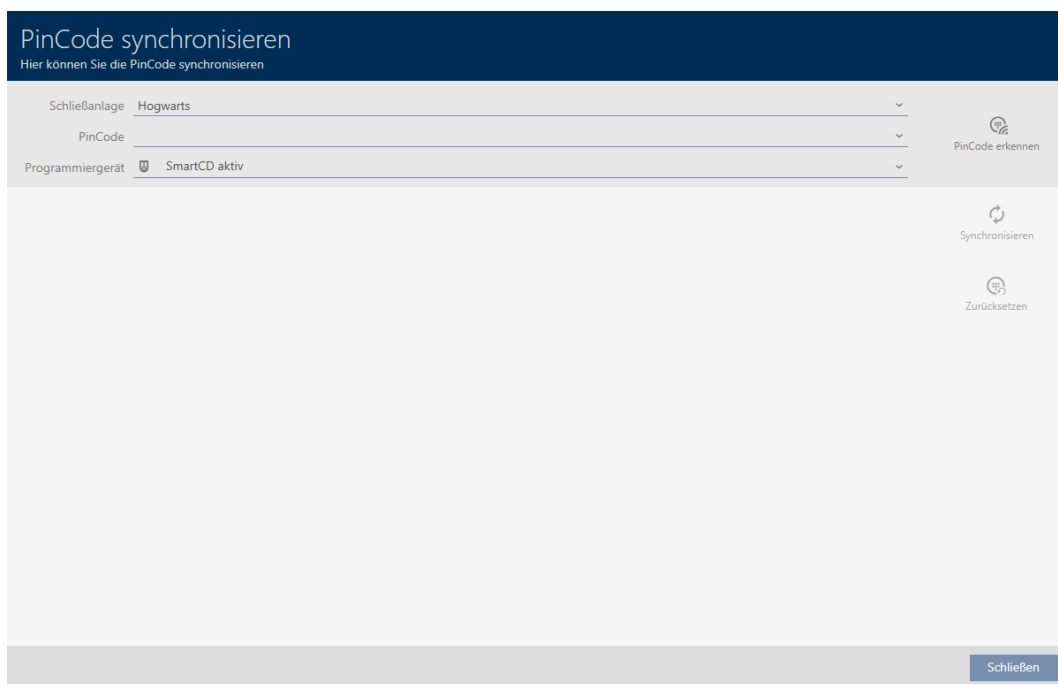 PinCode synchronisieren
Hier können Sie die PinCode synchronisieren
Schließanlage Hogwarts
PinCode
PinCode erkennen
Programmiergerät SmartCD aktiv
Synchronisieren
Zurücksetzen
Schließen